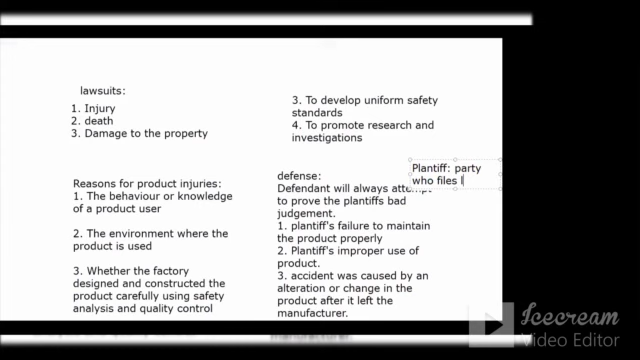 lawsuits:
1. Injury
2. death
3. Damage to the property
Reasons for product injuries:
1. The behaviour or knowledge
of a product user
2. The environment where the
product is used
3. Whether the factory
designed and constructed the
product carefully using safety
analysis and quality control
3. To develop uniform safety
standards
4. To promote research and
investigations
Plantiff: party
who files l
defense:
Defendant will always attempt
to prove the plantiffs bad
judgement.
1. plantiff's failure to maintain
the product properly
2. Plantiff's improper use of
product.
3. accident was caused by an
alteration or change in the
product after it left the
manufacturer.
Icecream
Video Editor